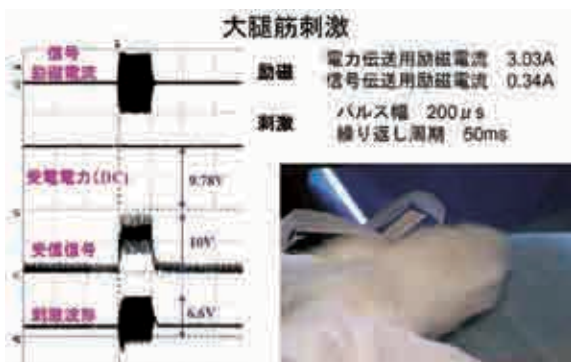 大腿筋刺激
信号
励磁電流
励磁
電力伝送用励磁電流 3.03A
信号伝送用励磁電流 0.34A
刺激
パルス幅 200μs
繰り返し周期 50ms
受電電力(DC)
9.78V
受信信号
10V
刺激波形
6.6V